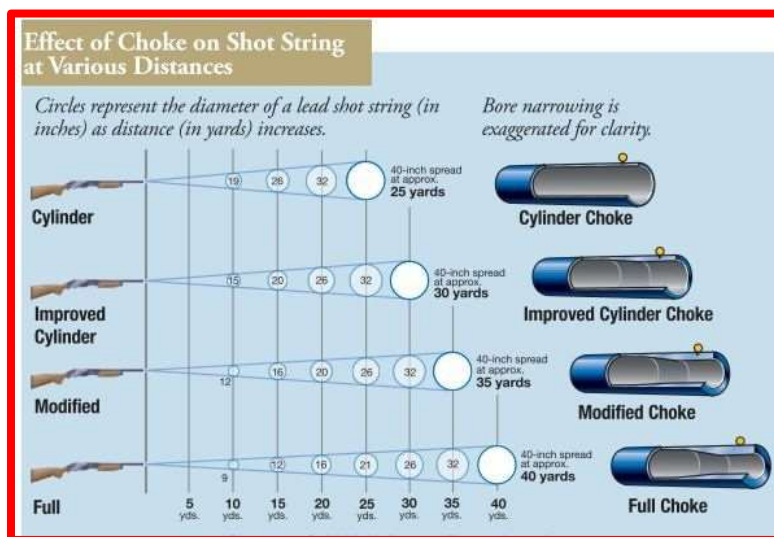 Effect of Choke on Shot String
at Various Distances
Circles represent the diameter of a lead shot string (in
inches) as distance (in yards) increases.
Bore narrowing is
exaggerated for clarity.
Cylinder
19 26 32
40-inch spread
at approx.
25 yards
Cylinder Choke
Improved
Cylinder
15 20 26 32
40-inch spread
at approx.
30 yards
Improved Cylinder Choke
Modified
12 16 20 26 32
40-inch spread
at approx.
35 yards
Modified Choke
Full
9 12 16 21 26 32
40-inch spread
at approx.
40 yards
Full Choke
5 10 15 20 25 30 35 40
yds. yds. yds. yds. yds. yds. yds. yds.